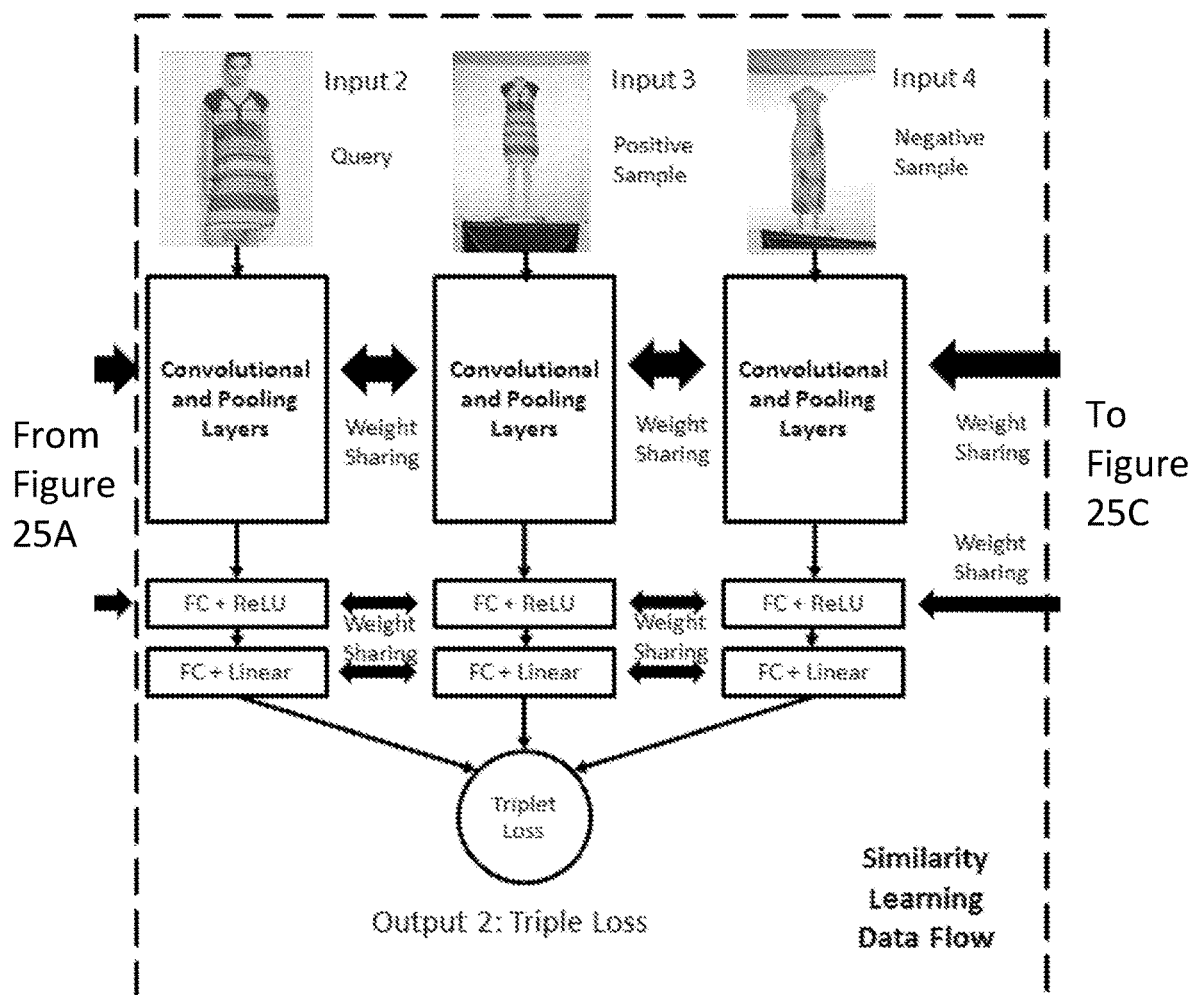 Input 2
Query
Input 3
Positive
Sample
Input 4
Negative
Sample
From
Figure
25A
Convolutional
and Pooling
Layers
Weight
Sharing
Convolutional
and Pooling
Layers
Weight
Sharing
Convolutional
and Pooling
Layers
Weight
Sharing
To
Figure
25C
Weight
Sharing
FC + ReLU
Weight
Sharing
FC + ReLU
Weight
Sharing
FC + ReLU
FC + Linear
FC + Linear
FC + Linear
Triplet
Loss
Output 2: Triple Loss
Similarity
Learning
Data Flow